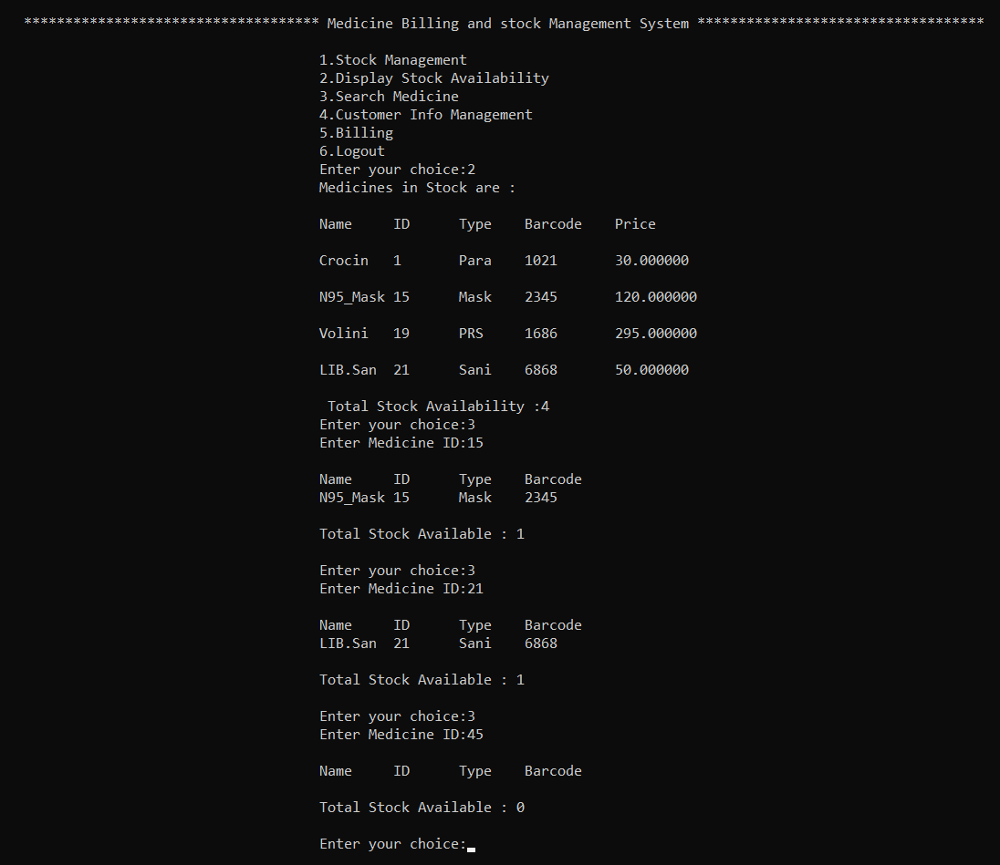 ************************************ Medicine Billing and stock Management System ***********************************
1.Stock Management
2.Display Stock Availability
3.Search Medicine
4.Customer Info Management
5.Billing
6.Logout
Enter your choice:2
Medicines in Stock are :
Name ID Type Barcode Price
Crocin 1 Para 1021 30.000000
N95_Mask 15 Mask 2345 120.000000
Volini 19 PRS 1686 295.000000
LIB.San 21 Sani 6868 50.000000
Total Stock Availability :4
Enter your choice:3
Enter Medicine ID:15
Name ID Type Barcode
N95_Mask 15 Mask 2345
Total Stock Available : 1
Enter your choice:3
Enter Medicine ID:21
Name ID Type Barcode
LIB.San 21 Sani 6868
Total Stock Available : 1
Enter your choice:3
Enter Medicine ID:45
Name ID Type Barcode
Total Stock Available : 0
Enter your choice: